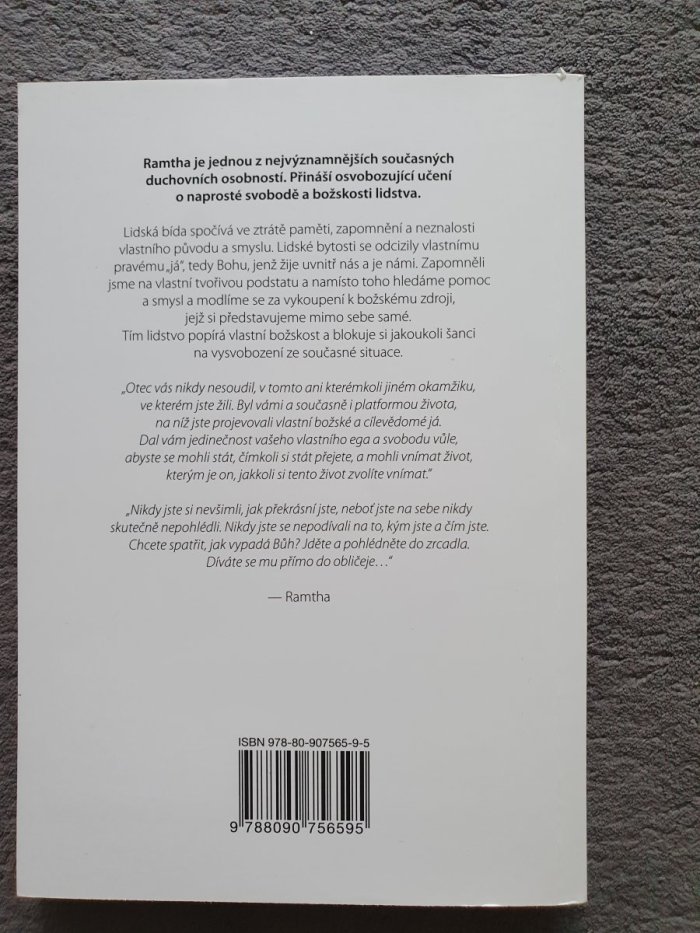 Ramtha je jednou z nejvýznamnějších současných
duchovních osobností. Přináší osvobozující učení
o naprosté svobodě a božskosti lidstva.
Lidská bída spočívá ve ztrátě paměti, zapomnění a neznalosti
vlastního původu a smyslu. Lidské bytosti se odcizily vlastnímu
pravému „já“, tedy Bohu, jenž žije uvnitř nás a je námi. Zapomněli
jsme na vlastní tvořivou podstatu a namísto toho hledáme pomoc
a smysl a modlíme se za vykoupení k božskému zdroji,
jejž si představujeme mimo sebe samé.
Tím lidstvo popírá vlastní božskost a blokuje si jakoukoli šanci
na vysvobození ze současné situace.
„Otec vás nikdy nesoudil, v tomto ani kterémkoli jiném okamžiku,
ve kterém jste žili. Byl vámi a současně i platformou života,
na níž jste projevovali vlastní božské a cílevědomé já.
Dal vám jedinečnost vašeho vlastního ega a svobodu vůle,
abyste se mohli stát, čímkoli si stát přejete, a mohli vnímat život,
kterým je on, jakkoli si tento život zvolíte vnímat.“
„Nikdy jste si nevšimli, jak překrásní jste, neboť jste na sebe nikdy
skutečně nepohlédli. Nikdy jste se nepodívali na to, kým jste a čím jste.
Chcete spatřit, jak vypadá Bůh? Jděte a pohlédněte do zrcadla.
Díváte se mu přímo do obličeje…“
— Ramtha
ISBN 978-80-907565-9-5
9 788090 756595